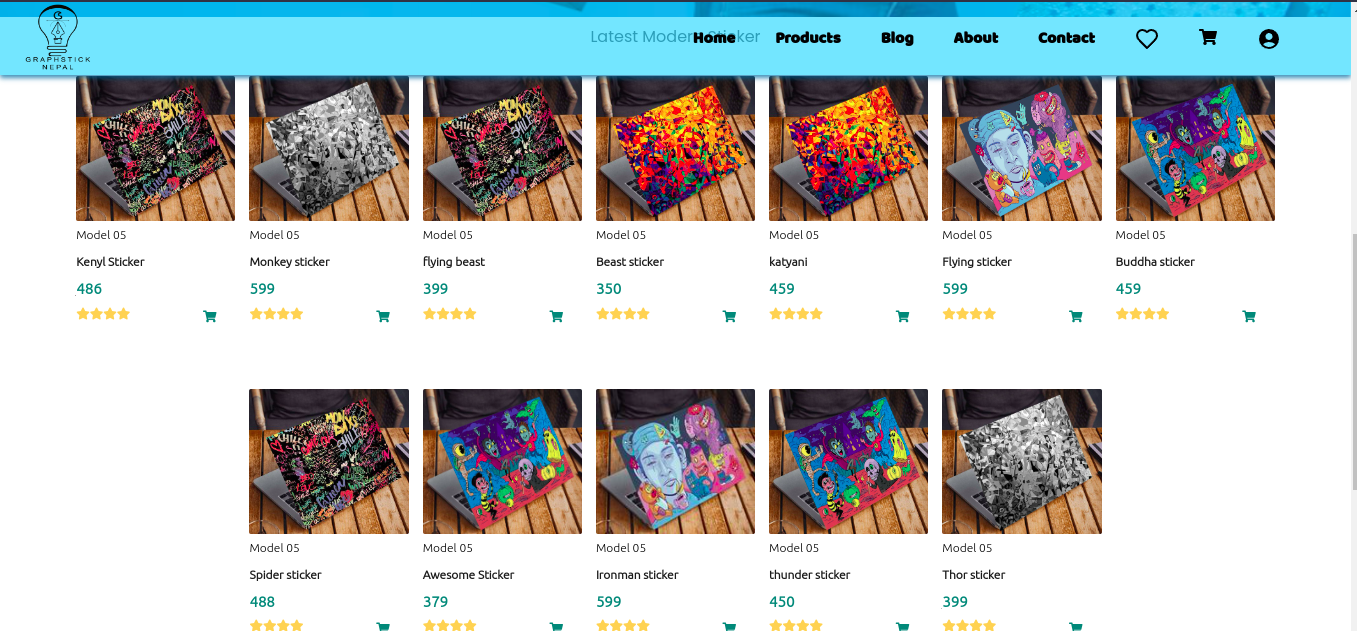 GRAPHSTICK
NEPAL
Latest Moder Sticker
Home Products Blog About Contact
Model 05 Model 05 Model 05 Model 05 Model 05 Model 05 Model 05
Kenyl Sticker Monkey sticker flying beast Beast sticker katyani Flying sticker Buddha sticker
486 599 399 350 459 599 459
Model 05 Model 05 Model 05 Model 05 Model 05
Spider sticker Awesome Sticker Ironman sticker thunder sticker Thor sticker
488 379 599 450 399